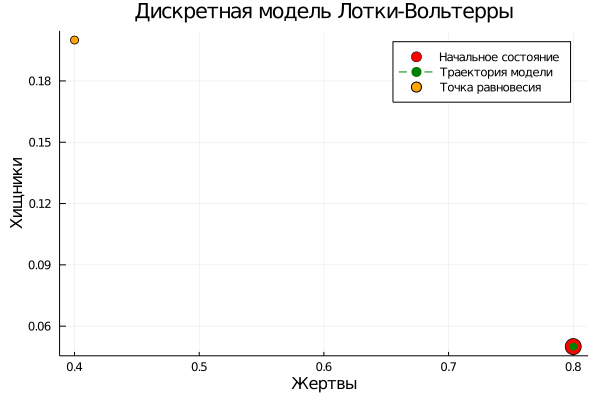 Дискретная модель Лотки-Вольтерры
Начальное состояние
Траектория модели
Точка равновесия
Хищники
0.18
0.15
0.12
0.09
0.06
0.4 0.5 0.6 0.7 0.8
Жертвы